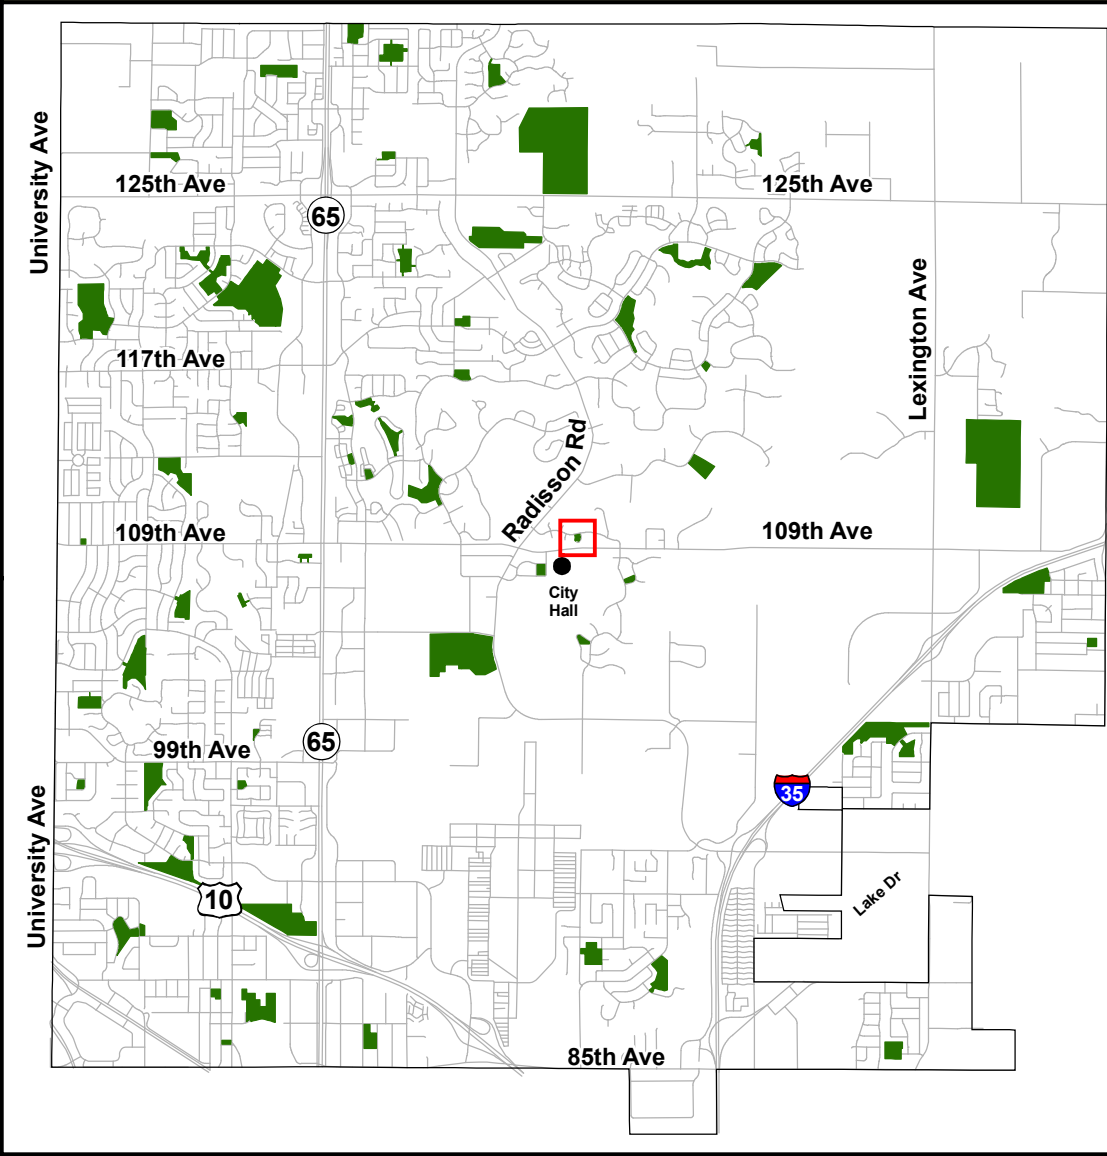 University Ave
125th Ave
125th Ave
65
Lexington Ave
117th Ave
Radisson Rd
109th Ave
109th Ave
City
Hall
99th Ave
65
35
University Ave
10
Lake Dr
85th Ave